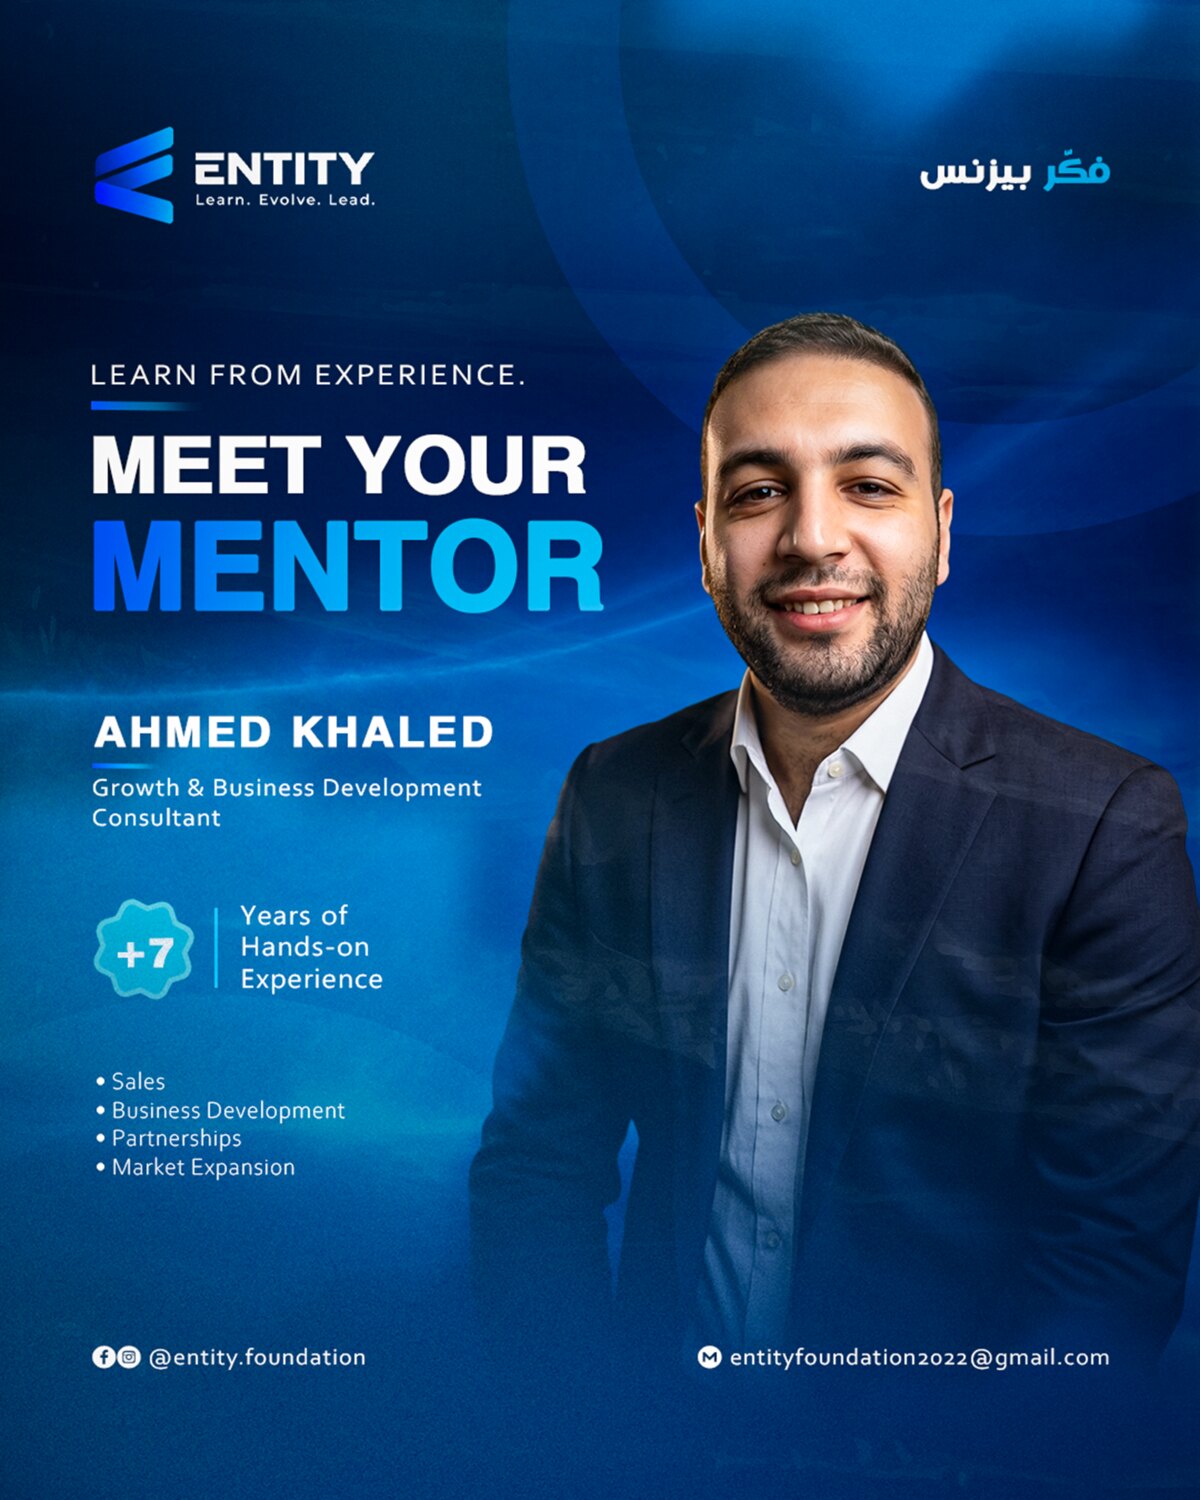 ENTITY
Learn. Evolve. Lead.
فكّر بيزنس
LEARN FROM EXPERIENCE.
MEET YOUR
MENTOR
AHMED KHALED
Growth & Business Development
Consultant
+7
Years of
Hands-on
Experience
• Sales
• Business Development
• Partnerships
• Market Expansion
@entity.foundation
entityfoundation2022@gmail.com